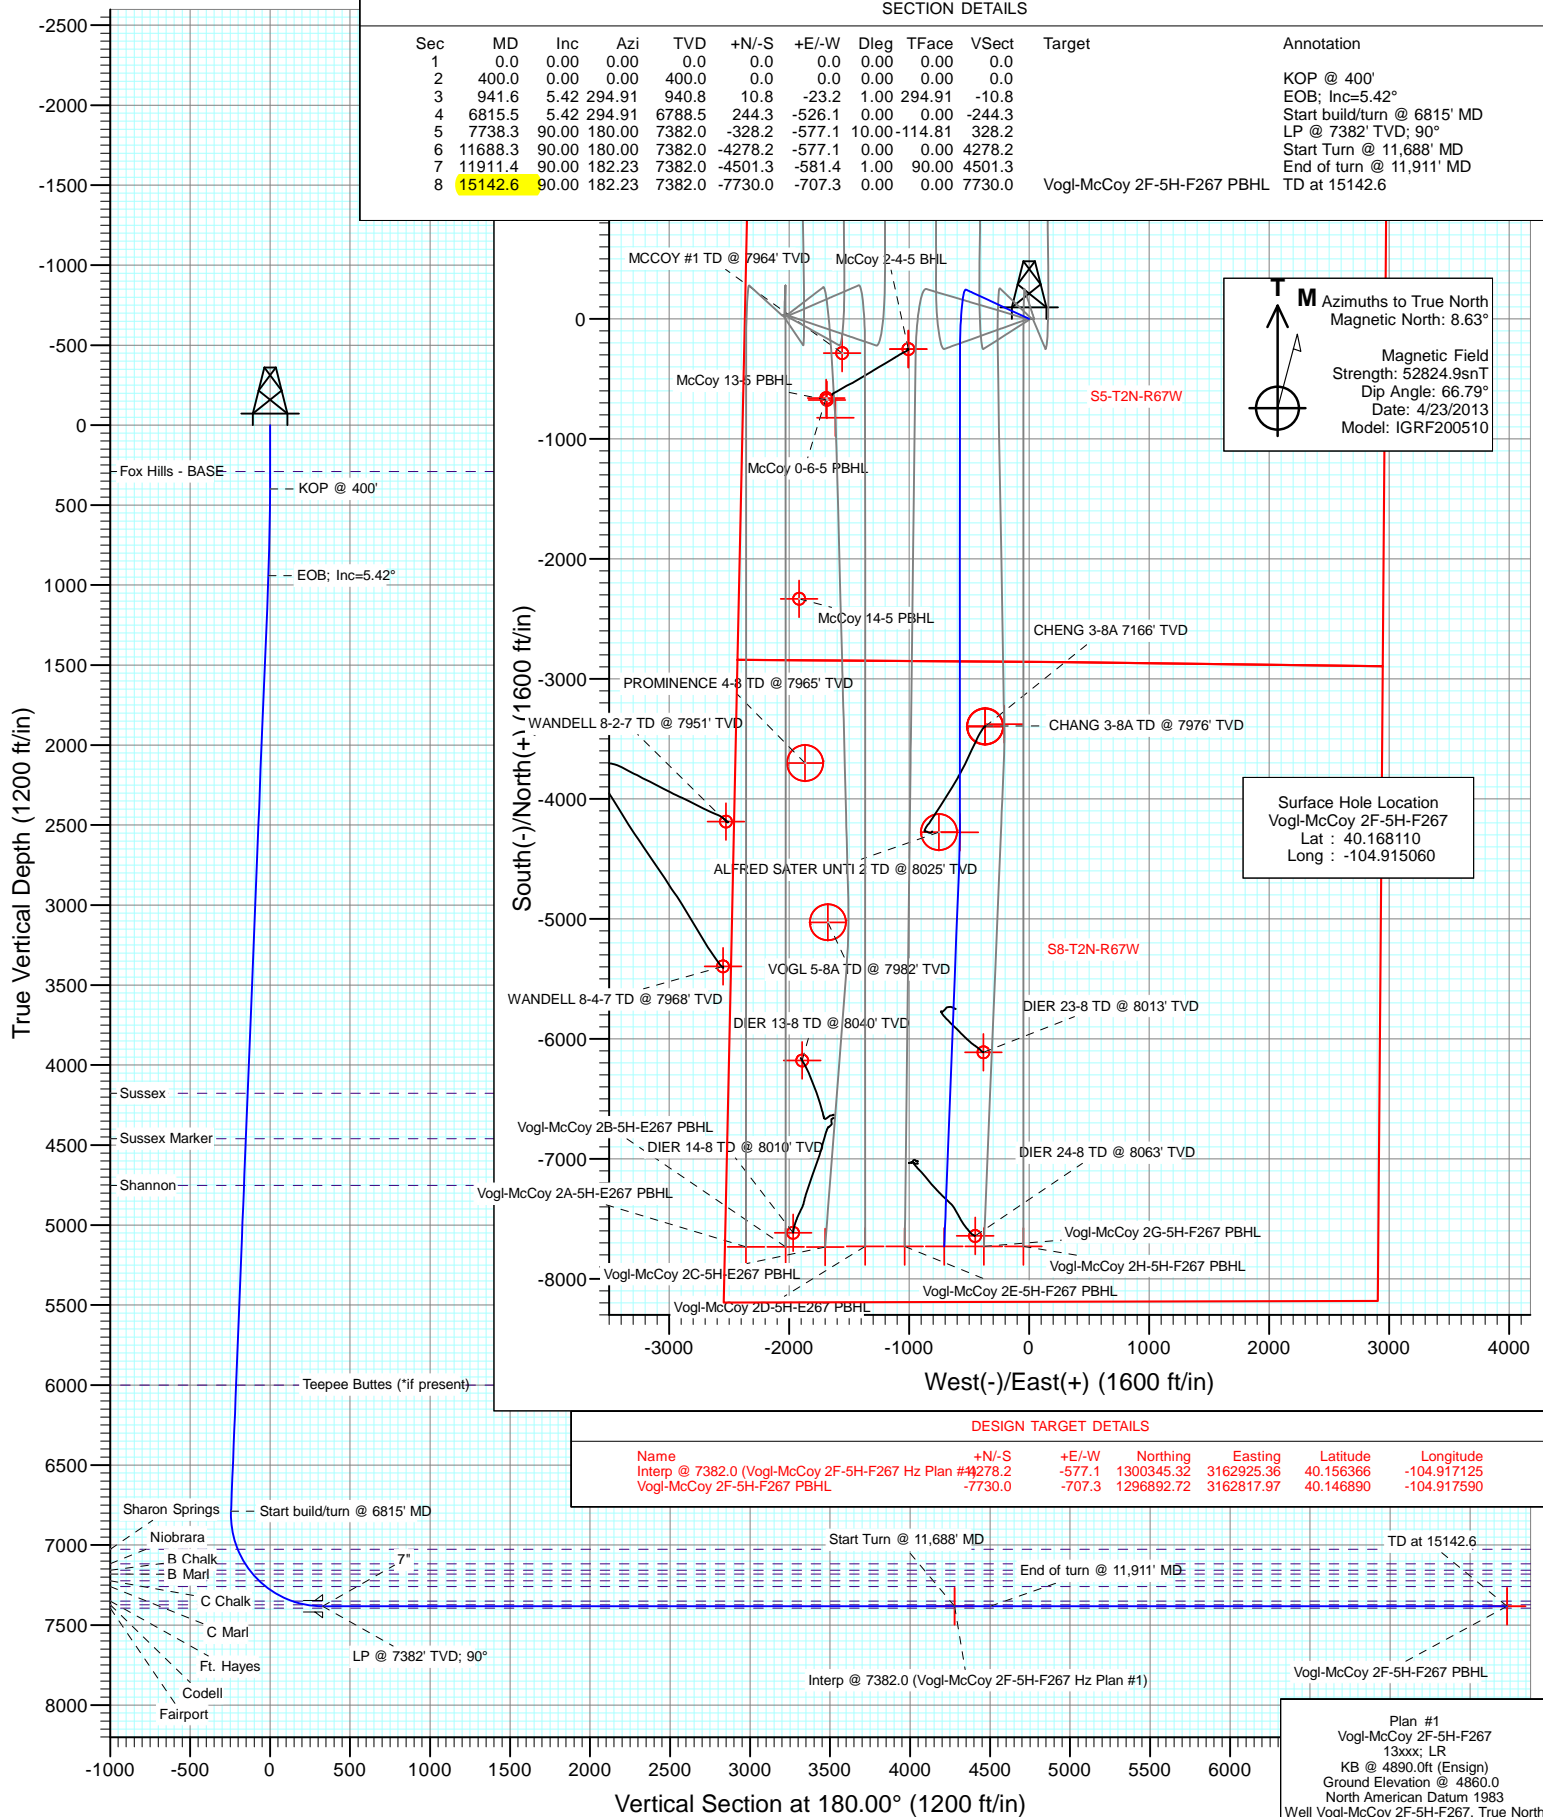 SECTION DETAILS
Sec MD Inc Azi TVD +N/-S +E/-W Dleg TFace VSect Target Annotation
1 0.0 0.00 0.00 0.0 0.0 0.0 0.00 0.00 0.0
2 400.0 0.00 0.00 400.0 0.0 0.0 0.00 0.00 0.0 KOP @ 400'
3 941.6 5.42 294.91 940.8 10.8 -23.2 1.00 294.91 -10.8 EOB; Inc=5.42°
4 6815.5 5.42 294.91 6788.5 244.3 -526.1 0.00 0.00 -244.3 Start build/turn @ 6815' MD
5 7738.3 90.00 180.00 7382.0 -328.2 -577.1 10.00 -114.81 328.2 LP @ 7382' TVD; 90°
6 11688.3 90.00 180.00 7382.0 -4278.2 -577.1 0.00 0.00 4278.2 Start Turn @ 11,688' MD
7 11911.4 90.00 182.23 7382.0 -4501.3 -581.4 1.00 90.00 4501.3 End of turn @ 11,911' MD
8 15142.6 90.00 182.23 7382.0 -7730.0 -707.3 0.00 0.00 7730.0 Vogl-McCoy 2F-5H-F267 PBHL TD at 15142.6
-2500
-2000
-1500
-1000
-500
0
500
1000
1500
2000
2500
3000
3500
4000
4500
5000
5500
6000
6500
7000
7500
8000
True Vertical Depth (1200 ft/in)
Fox Hills - BASE
KOP @ 400'
EOB; Inc=5.42°
Sussex
Sussex Marker
Shannon
Teepee Buttes (*if present)
Sharon Springs
Start build/turn @ 6815' MD
Niobrara
B Chalk
B Marl
C Chalk
C Marl
Ft. Hayes
Codell
Fairport
7"
LP @ 7382' TVD; 90°
Start Turn @ 11,688' MD
End of turn @ 11,911' MD
TD at 15142.6
Interp @ 7382.0 (Vogl-McCoy 2F-5H-F267 Hz Plan #1)
Vogl-McCoy 2F-5H-F267 PBHL
-1000 -500 0 500 1000 1500 2000 2500 3000 3500 4000 4500 5000 5500 6000
Vertical Section at 180.00° (1200 ft/in)
MCCOY #1 TD @ 7964' TVD
McCoy 2-4-5 BHL
McCoy 13-5 PBHL
McCoy 0-6-5 PBHL
S5-T2N-R67W
McCoy 14-5 PBHL
CHENG 3-8A 7166' TVD
PROMINENCE 4-8 TD @ 7965' TVD
WANDELL 8-2-7 TD @ 7951' TVD
CHANG 3-8A TD @ 7976' TVD
ALFRED SATER UNTI 2 TD @ 8025' TVD
VOGL 5-8A TD @ 7982' TVD
S8-T2N-R67W
WANDELL 8-4-7 TD @ 7968' TVD
DIER 13-8 TD @ 8040' TVD
DIER 23-8 TD @ 8013' TVD
Vogl-McCoy 2B-5H-E267 PBHL
DIER 14-8 TD @ 8010' TVD
DIER 24-8 TD @ 8063' TVD
Vogl-McCoy 2A-5H-E267 PBHL
Vogl-McCoy 2G-5H-F267 PBHL
Vogl-McCoy 2C-5H-E267 PBHL
Vogl-McCoy 2H-5H-F267 PBHL
Vogl-McCoy 2E-5H-F267 PBHL
Vogl-McCoy 2D-5H-E267 PBHL
0
-1000
-2000
-3000
-4000
-5000
-6000
-7000
-8000
South(-)/North(+) (1600 ft/in)
-3000 -2000 -1000 0 1000 2000 3000 4000
West(-)/East(+) (1600 ft/in)
T
M
Azimuths to True North
Magnetic North: 8.63°
Magnetic Field
Strength: 52824.9snT
Dip Angle: 66.79°
Date: 4/23/2013
Model: IGRF200510
Surface Hole Location
Vogl-McCoy 2F-5H-F267
Lat : 40.168110
Long : -104.915060
DESIGN TARGET DETAILS
Name +N/-S +E/-W Northing Easting Latitude Longitude
Interp @ 7382.0 (Vogl-McCoy 2F-5H-F267 Hz Plan #1) 4278.2 -577.1 1300345.32 3162925.36 40.156366 -104.917125
Vogl-McCoy 2F-5H-F267 PBHL -7730.0 -707.3 1296892.72 3162817.97 40.146890 -104.917590
Plan #1
Vogl-McCoy 2F-5H-F267
13xxx; LR
KB @ 4890.0ft (Ensign)
Ground Elevation @ 4860.0
North American Datum 1983
Well Vogl-McCoy 2F-5H-F267, True North